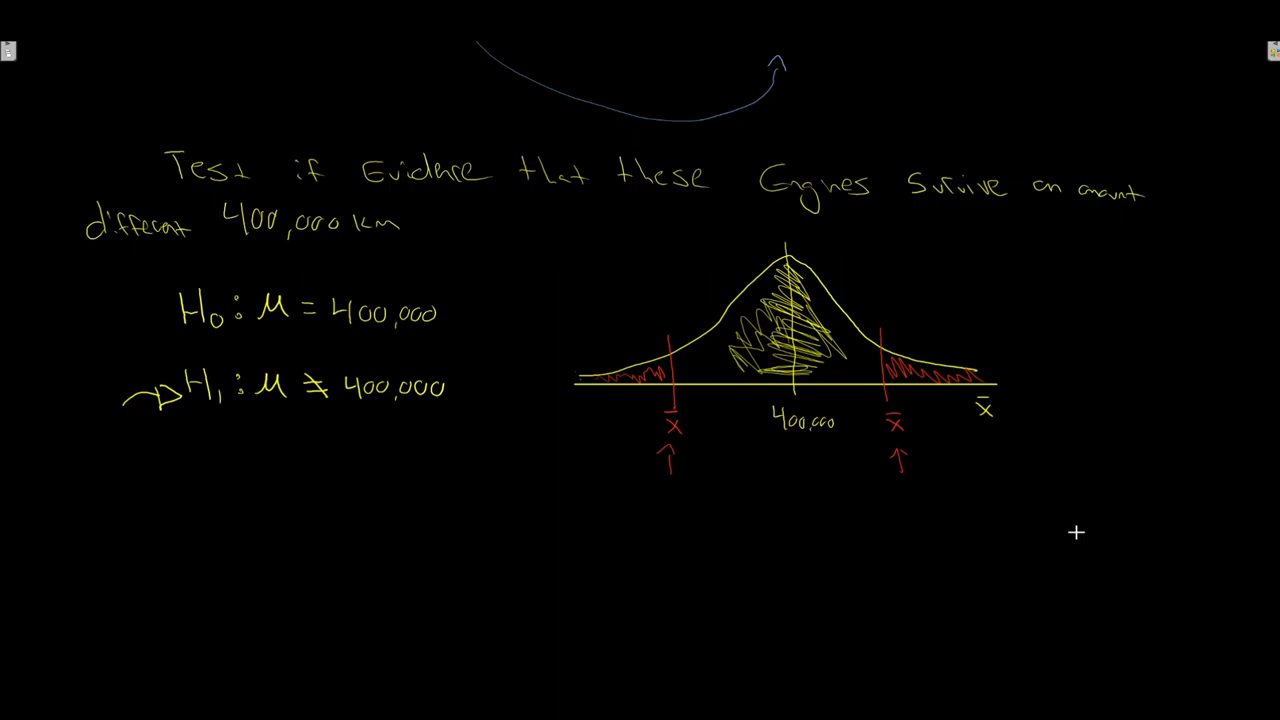 Test if Evidence that these Engines survive an amount
different 400,000 km
H₀ : μ = 400,000
H₁ : μ ≠ 400,000
400,000
x̄
x̄
x̄